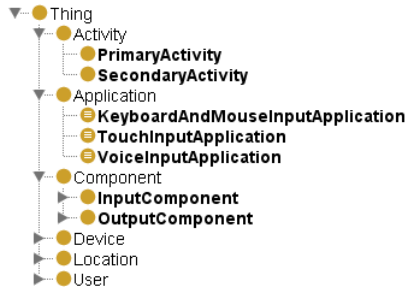 Thing
Activity
PrimaryActivity
SecondaryActivity
Application
KeyboardAndMouseInputApplication
TouchInputApplication
VoiceInputApplication
Component
InputComponent
OutputComponent
Device
Location
User